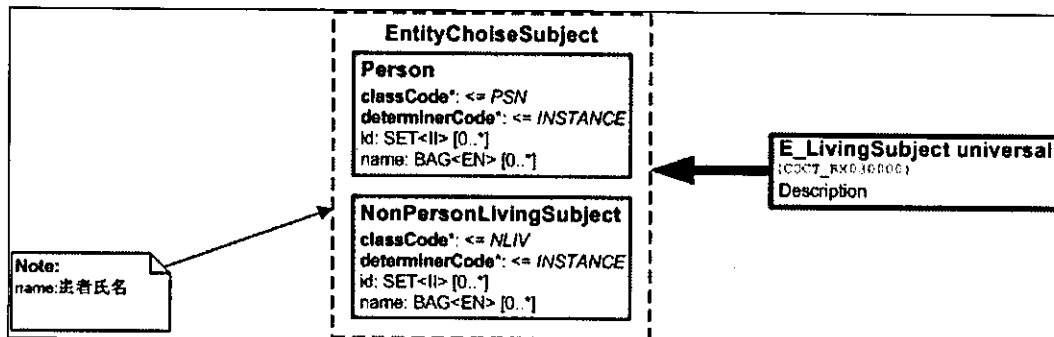 EntityChoiseSubject
Person
classCode*: <= PSN
determinerCode*: <= INSTANCE
id: SET<II> [0..*]
name: BAG<EN> [0..*]
NonPersonLivingSubject
classCode*: <= NLIV
determinerCode*: <= INSTANCE
id: SET<II> [0..*]
name: BAG<EN> [0..*]
E_LivingSubject universal
Description
Note:
name:患者氏名